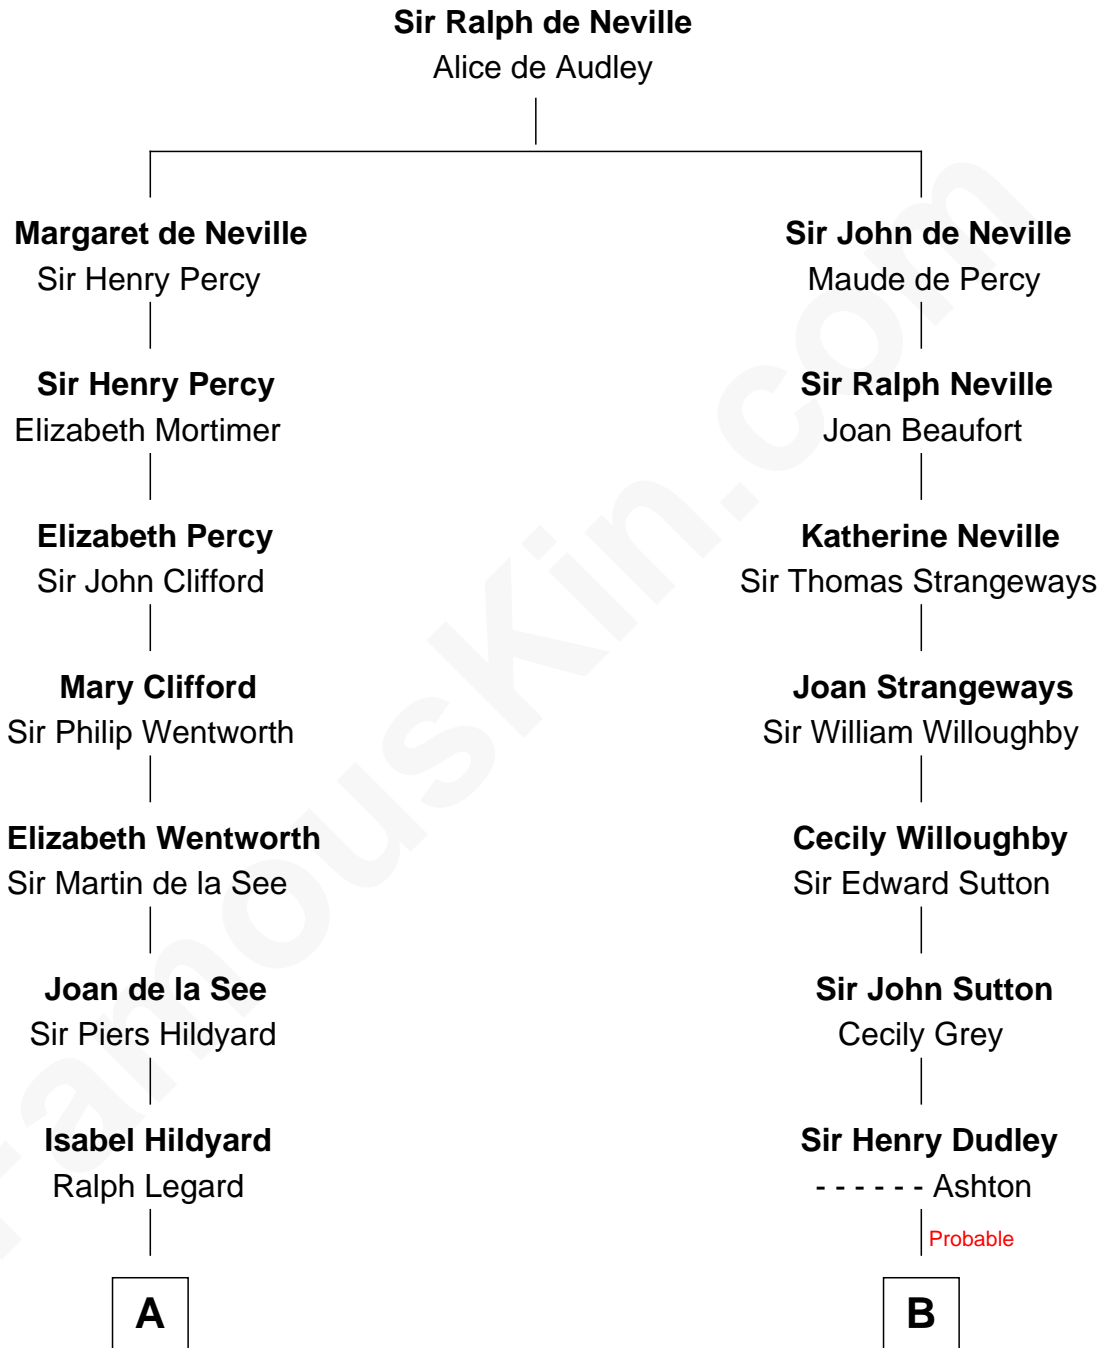 Sir Ralph de Neville
Alice de Audley
Margaret de Neville
Sir Henry Percy
Sir John de Neville
Maude de Percy
Sir Henry Percy
Elizabeth Mortimer
Sir Ralph Neville
Joan Beaufort
Elizabeth Percy
Sir John Clifford
Katherine Neville
Sir Thomas Strangeways
Mary Clifford
Sir Philip Wentworth
Joan Strangeways
Sir William Willoughby
Elizabeth Wentworth
Sir Martin de la See
Cecily Willoughby
Sir Edward Sutton
Joan de la See
Sir Piers Hildyard
Sir John Sutton
Cecily Grey
Isabel Hildyard
Ralph Legard
Sir Henry Dudley
- - - - - - Ashton
Probable
A
B
FamousKin.com